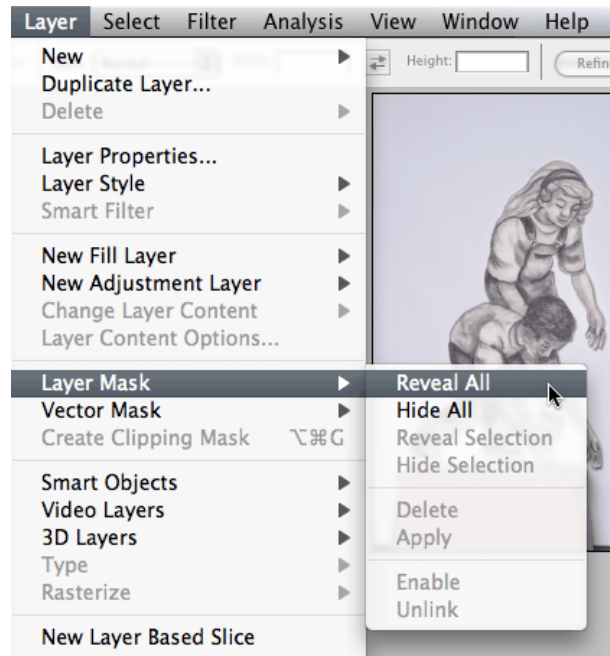 Layer Select Filter Analysis View Window Help
Height: Refin
New
Duplicate Layer...
Delete
Layer Properties...
Layer Style
Smart Filter
New Fill Layer
New Adjustment Layer
Change Layer Content
Layer Content Options...
Layer Mask
Vector Mask
Create Clipping Mask ⌥⌘G
Smart Objects
Video Layers
3D Layers
Type
Rasterize
New Layer Based Slice
Reveal All
Hide All
Reveal Selection
Hide Selection
Delete
Apply
Enable
Unlink